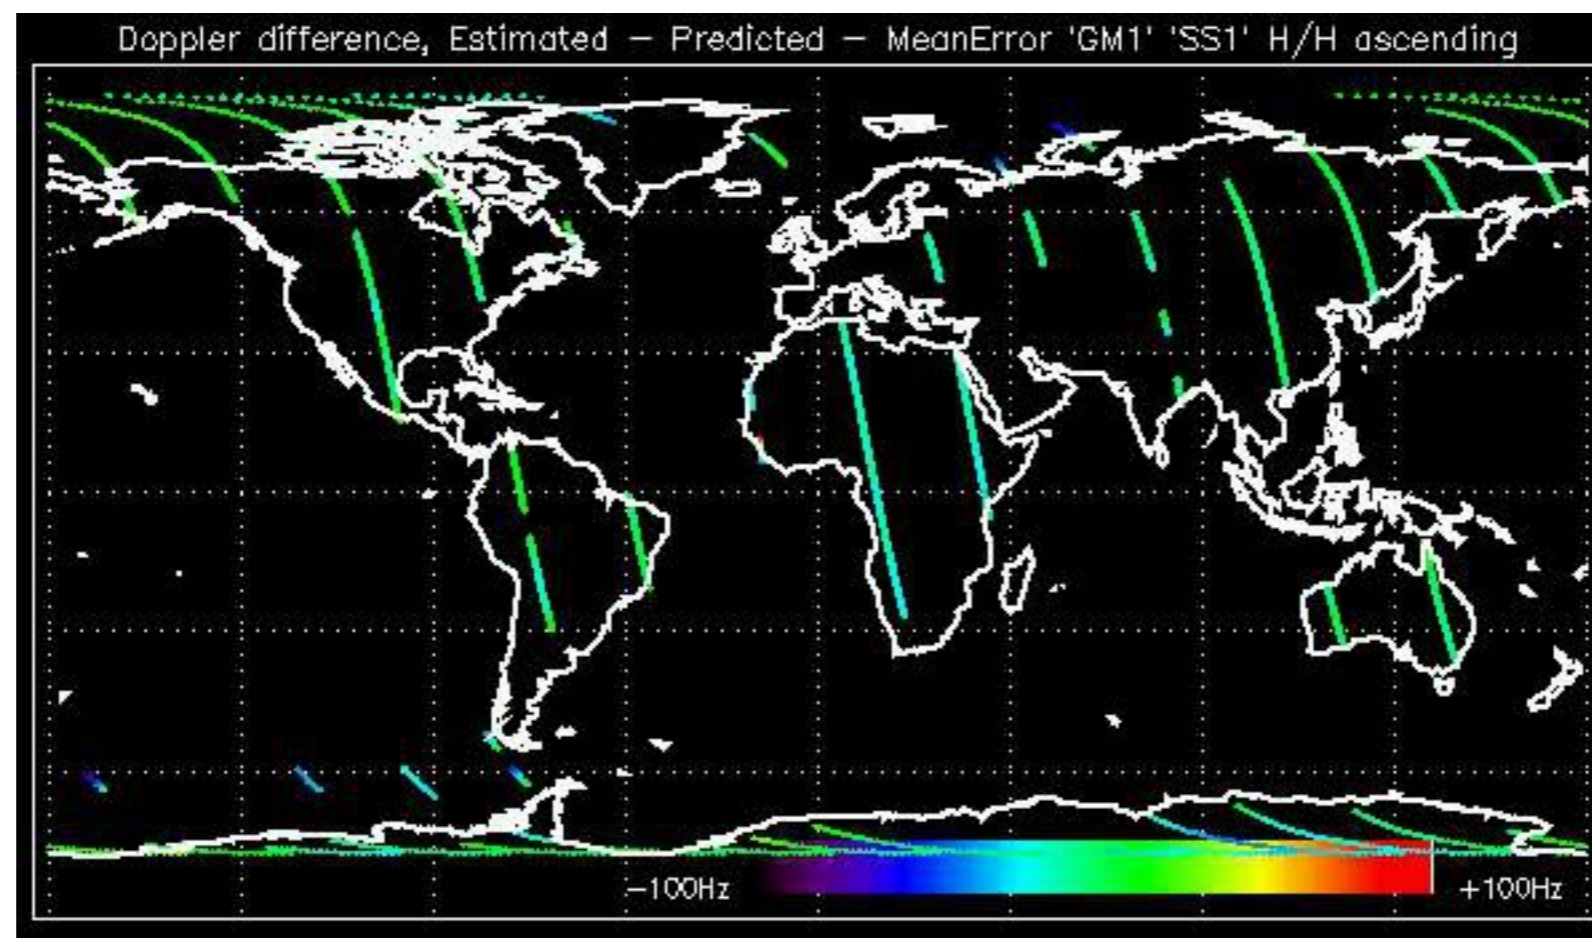 Doppler difference, Estimated – Predicted – MeanError 'GM1' 'SS1' H/H ascending
–100Hz +100Hz